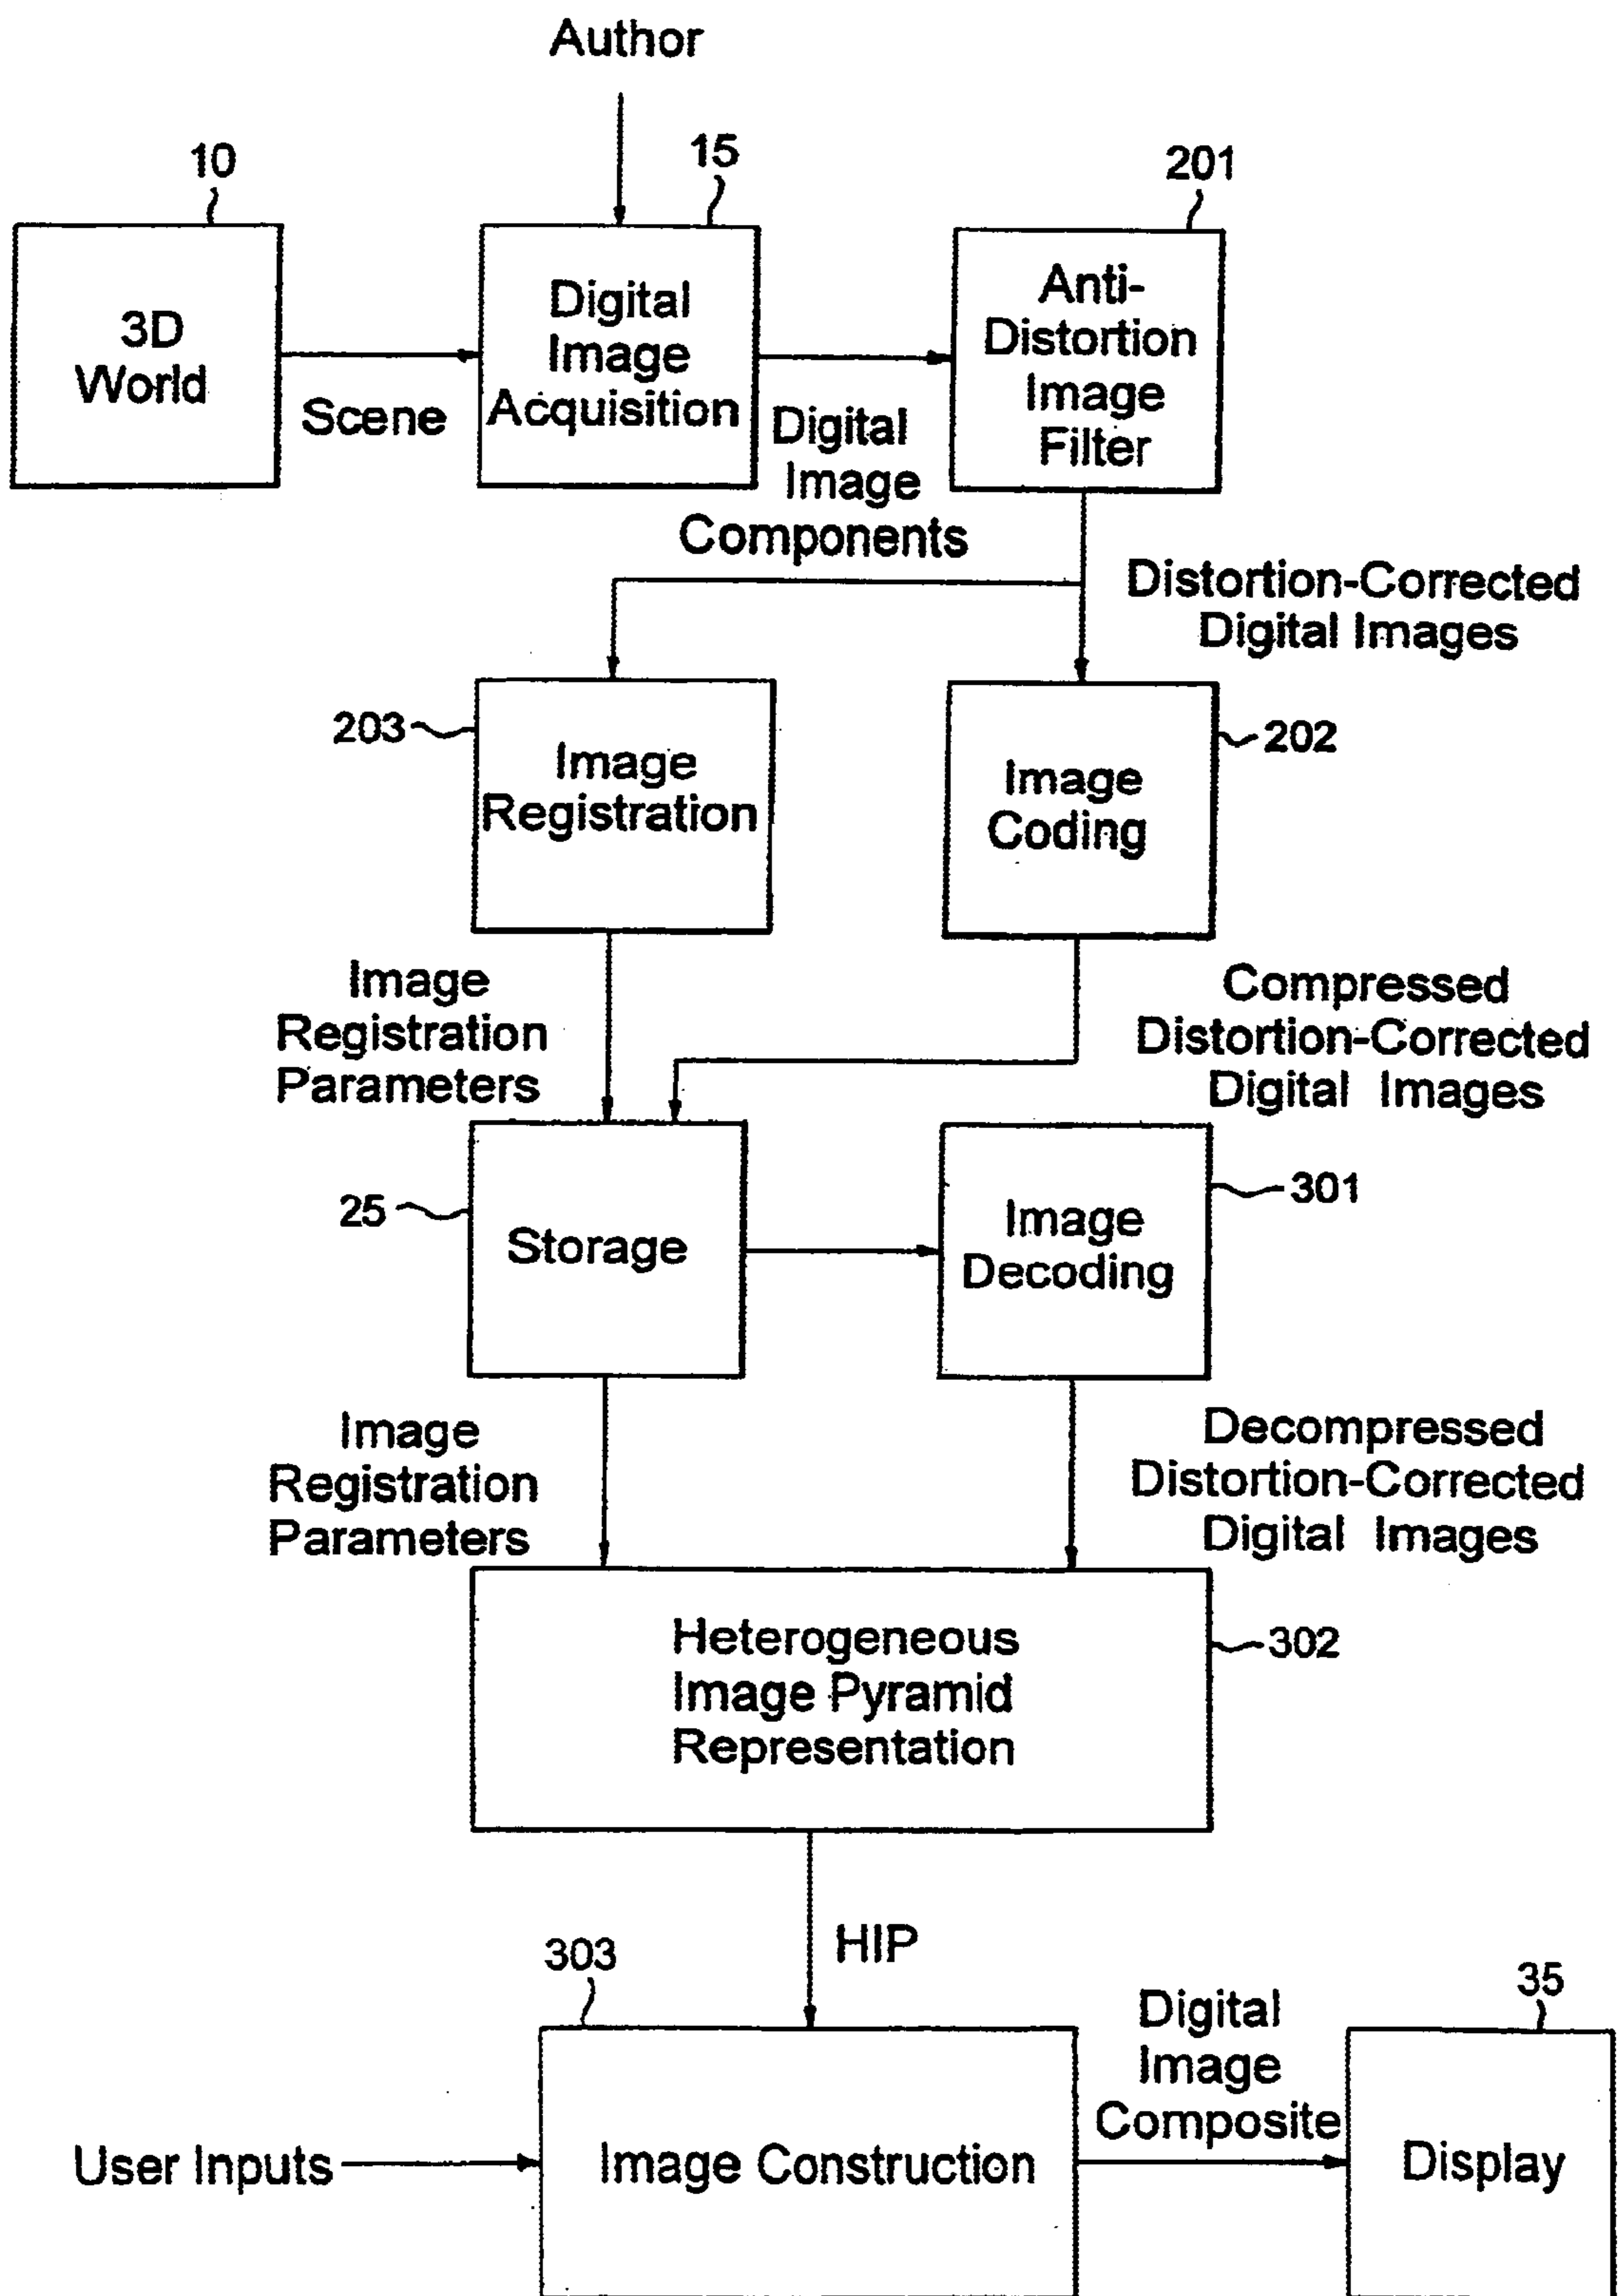 Author
10
15
201
3D
World
Scene
Digital
Image
Acquisition
Digital
Image
Components
Anti-
Distortion
Image
Filter
Distortion-Corrected
Digital Images
203
Image
Registration
202
Image
Coding
Image
Registration
Parameters
Compressed
Distortion-Corrected
Digital Images
25
Storage
301
Image
Decoding
Image
Registration
Parameters
Decompressed
Distortion-Corrected
Digital Images
Heterogeneous
Image Pyramid
Representation
302
HIP
303
User Inputs
Image Construction
Digital
Image
Composite
35
Display